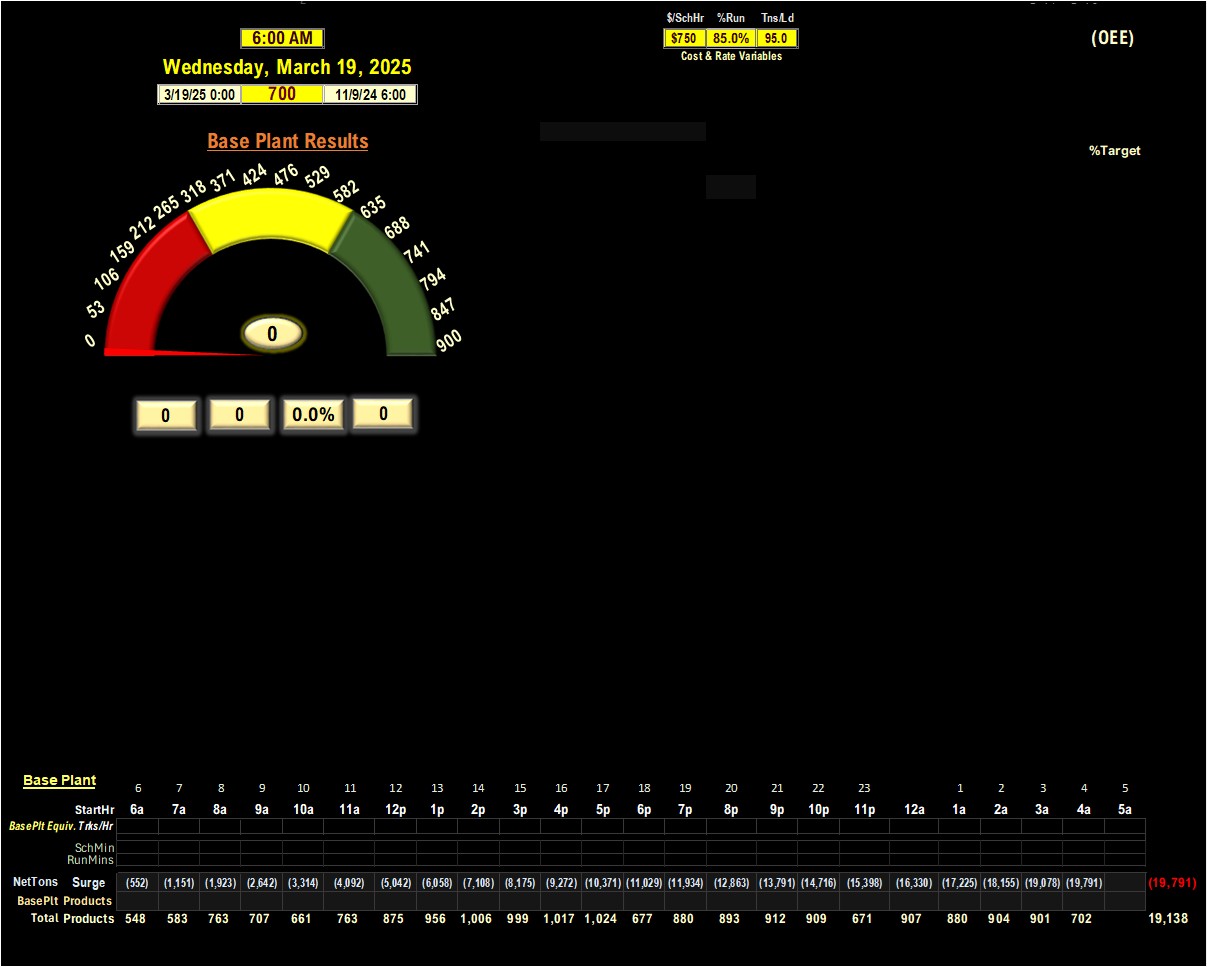 $/SchHr %Run Tns/Ld
6:00 AM $750 85.0% 95.0 (OEE)
Cost & Rate Variables
Wednesday, March 19, 2025
3/19/25 0:00 700 11/9/24 6:00
Base Plant Results
%Target
0 53 106 159 212 265 318 371 424 476 529 582 635 688 741 794 847 900
0
0 0 0.0% 0
Base Plant 6 7 8 9 10 11 12 13 14 15 16 17 18 19 20 21 22 23 1 2 3 4 5
StartHr 6a 7a 8a 9a 10a 11a 12p 1p 2p 3p 4p 5p 6p 7p 8p 9p 10p 11p 12a 1a 2a 3a 4a 5a
BasePlt Equiv. Trks/Hr
SchMin
RunMins
NetTons Surge (552) (1,151) (1,923) (2,642) (3,314) (4,092) (5,042) (6,058) (7,108) (8,175) (9,272) (10,371) (11,029) (11,934) (12,863) (13,791) (14,716) (15,398) (16,330) (17,225) (18,155) (19,078) (19,791) (19,791)
BasePlt Products
Total Products 548 583 763 707 661 763 875 956 1,006 999 1,017 1,024 677 880 893 912 909 671 907 880 904 901 702 19,138